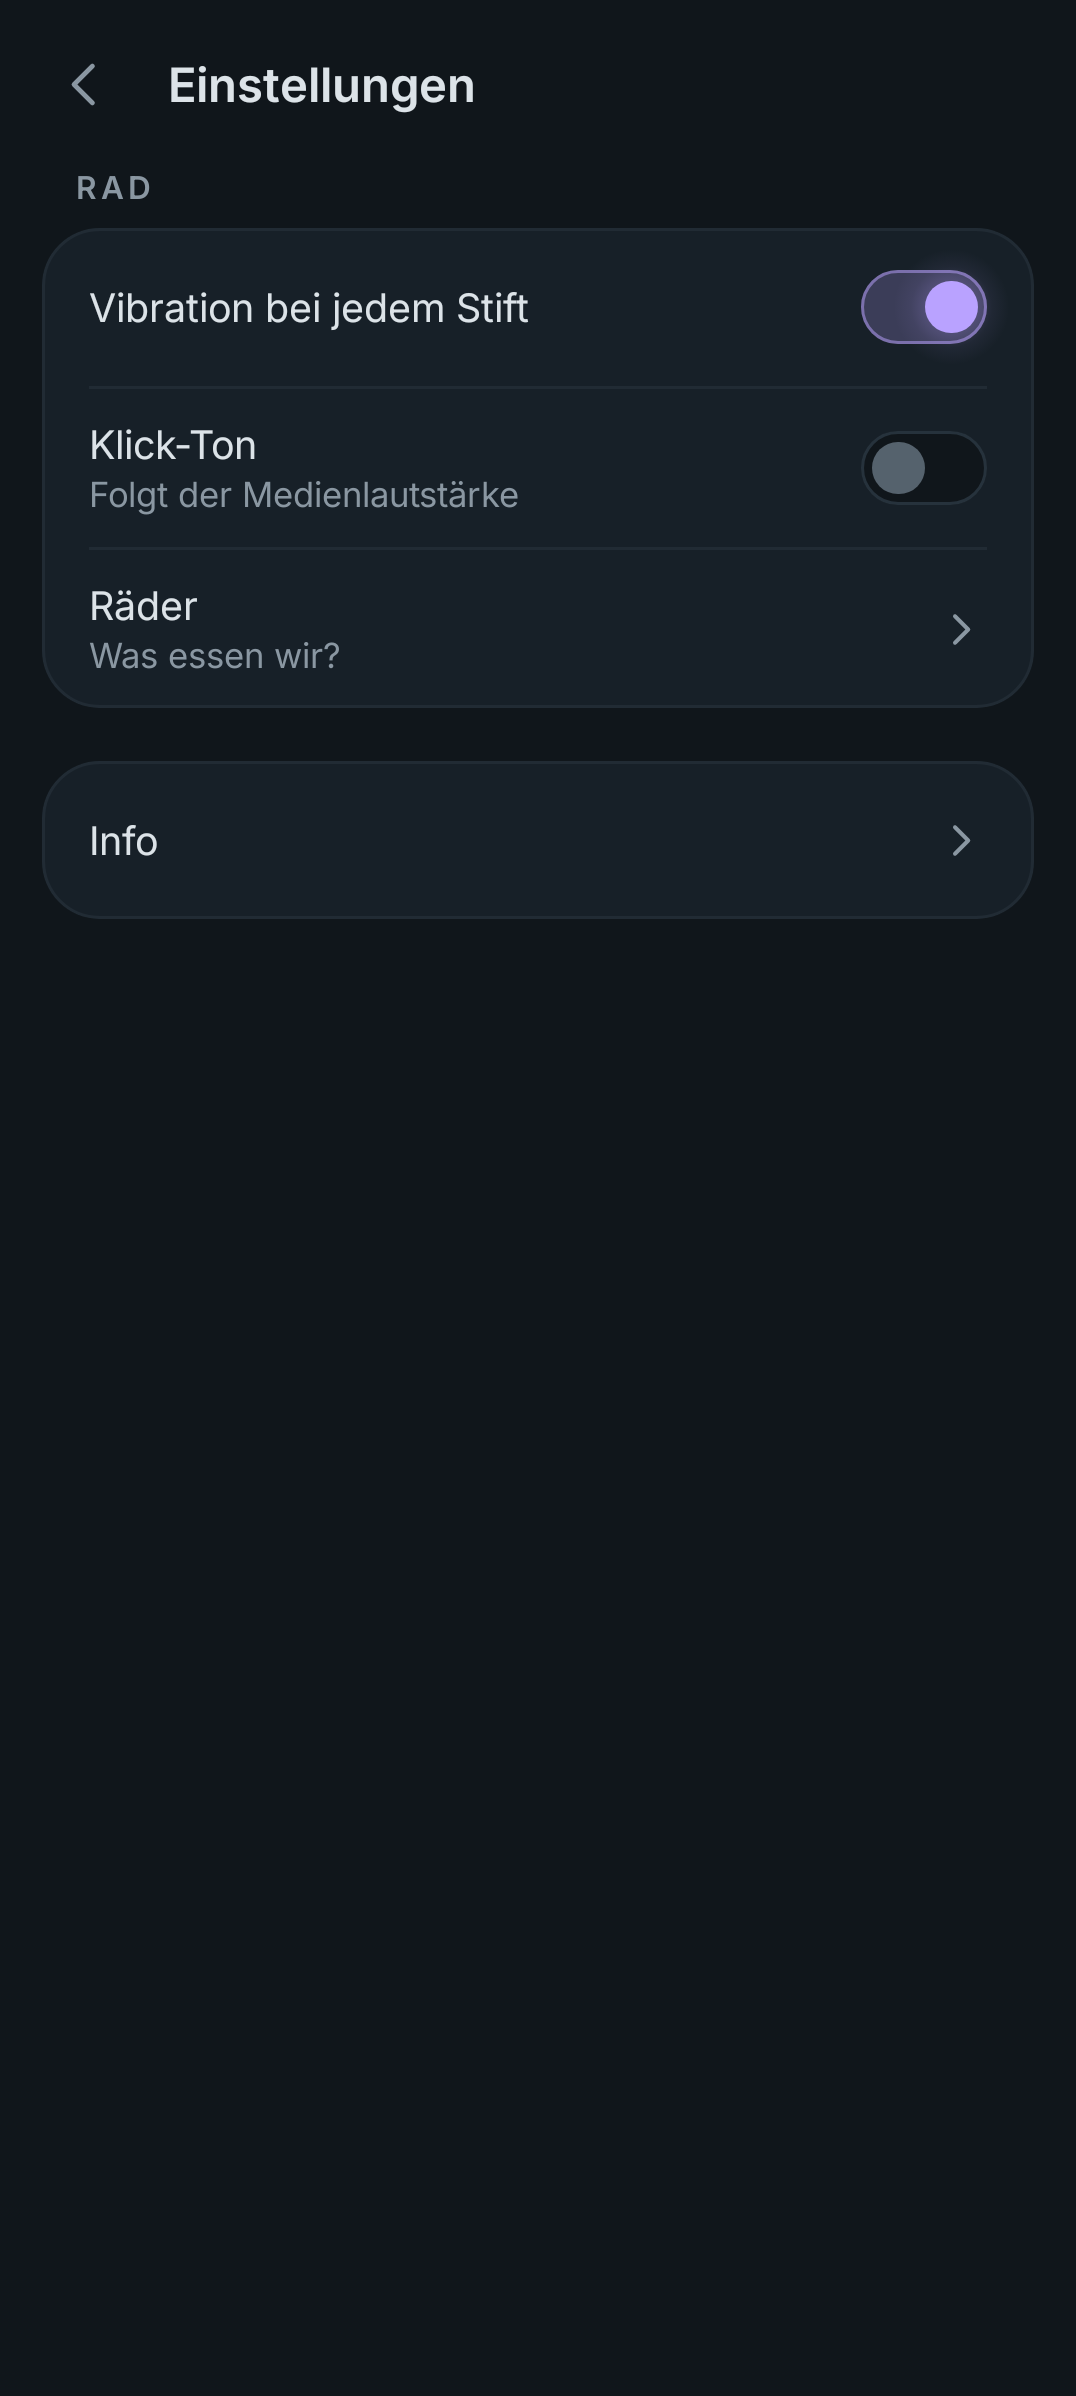 Einstellungen
RAD
Vibration bei jedem Stift
Klick-Ton
Folgt der Medienlautstärke
Räder
Was essen wir?
Info